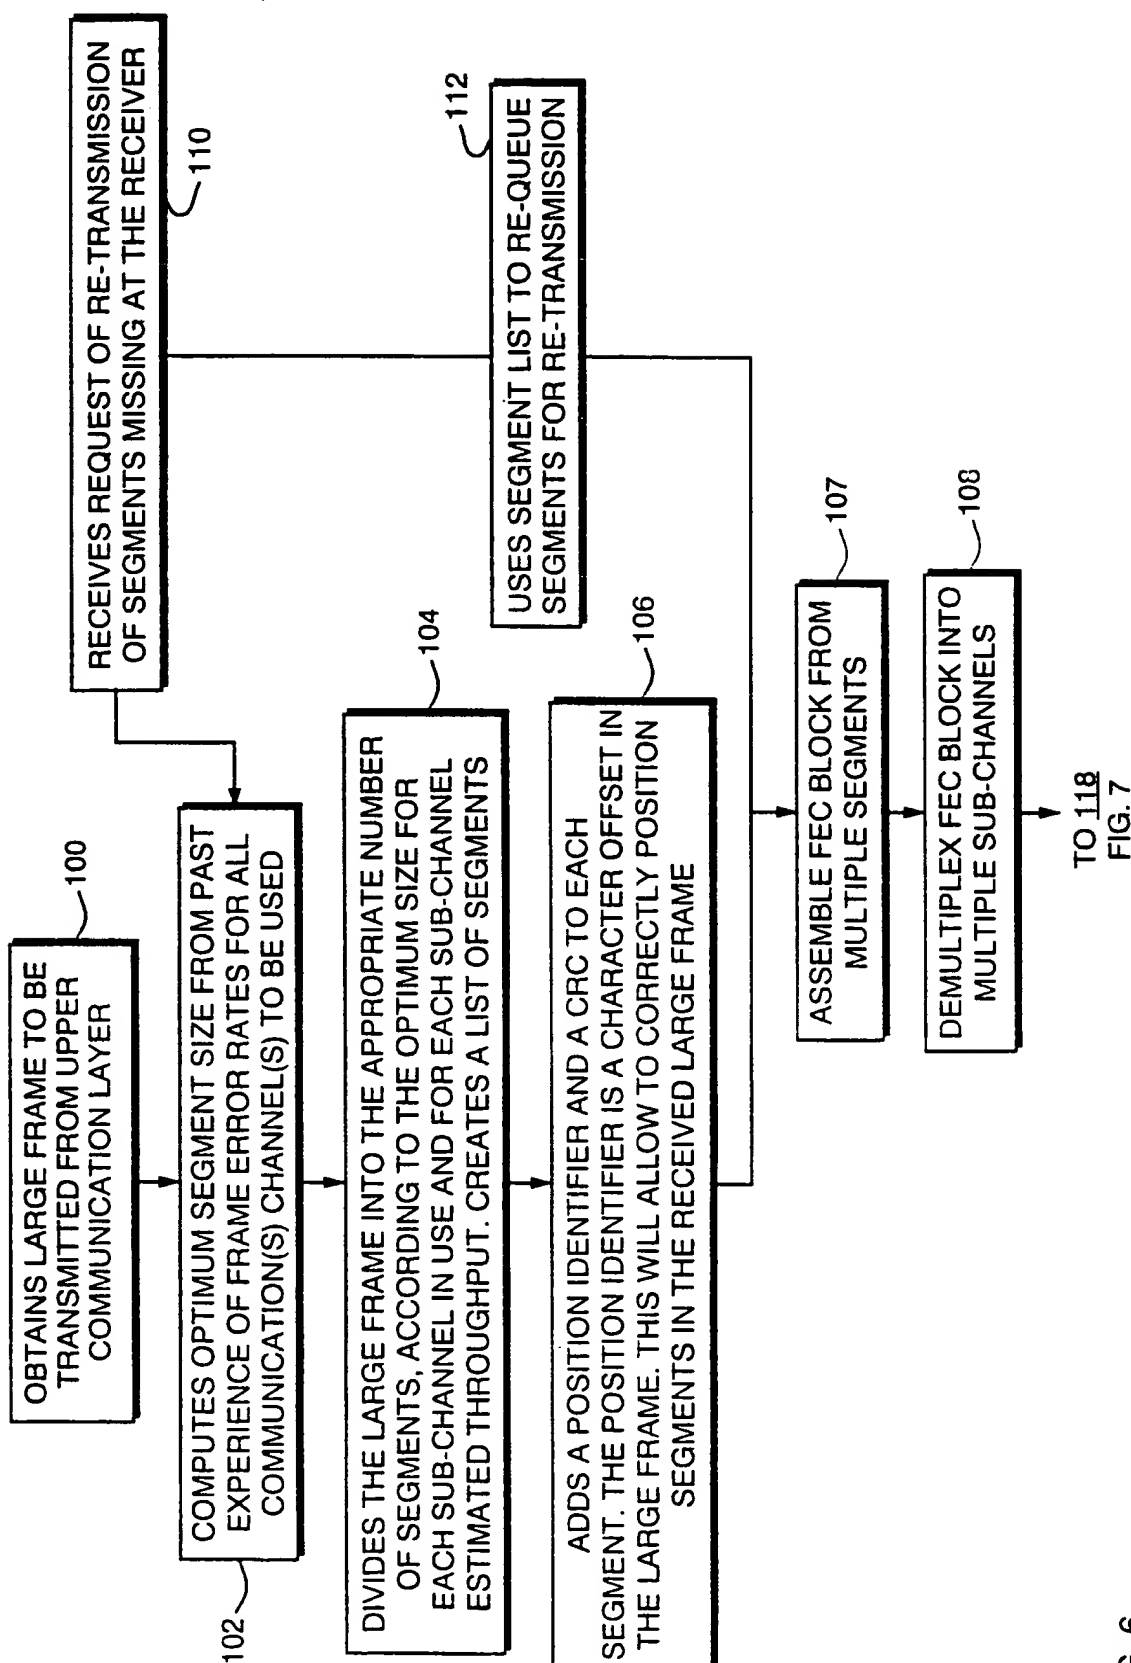 OBTAINS LARGE FRAME TO BE
TRANSMITTED FROM UPPER
COMMUNICATION LAYER
100
COMPUTES OPTIMUM SEGMENT SIZE FROM PAST
EXPERIENCE OF FRAME ERROR RATES FOR ALL
COMMUNICATION(S) CHANNEL(S) TO BE USED
102
DIVIDES THE LARGE FRAME INTO THE APPROPRIATE NUMBER
OF SEGMENTS, ACCORDING TO THE OPTIMUM SIZE FOR
EACH SUB-CHANNEL IN USE AND FOR EACH SUB-CHANNEL
ESTIMATED THROUGHPUT. CREATES A LIST OF SEGMENTS
104
ADDS A POSITION IDENTIFIER AND A CRC TO EACH
SEGMENT. THE POSITION IDENTIFIER IS A CHARACTER OFFSET IN
THE LARGE FRAME. THIS WILL ALLOW TO CORRECTLY POSITION
SEGMENTS IN THE RECEIVED LARGE FRAME
106
RECEIVES REQUEST OF RE-TRANSMISSION
OF SEGMENTS MISSING AT THE RECEIVER
110
USES SEGMENT LIST TO RE-QUEUE
SEGMENTS FOR RE-TRANSMISSION
112
ASSEMBLE FEC BLOCK FROM
MULTIPLE SEGMENTS
107
DEMULTIPLEX FEC BLOCK INTO
MULTIPLE SUB-CHANNELS
108
TO 118
FIG. 7